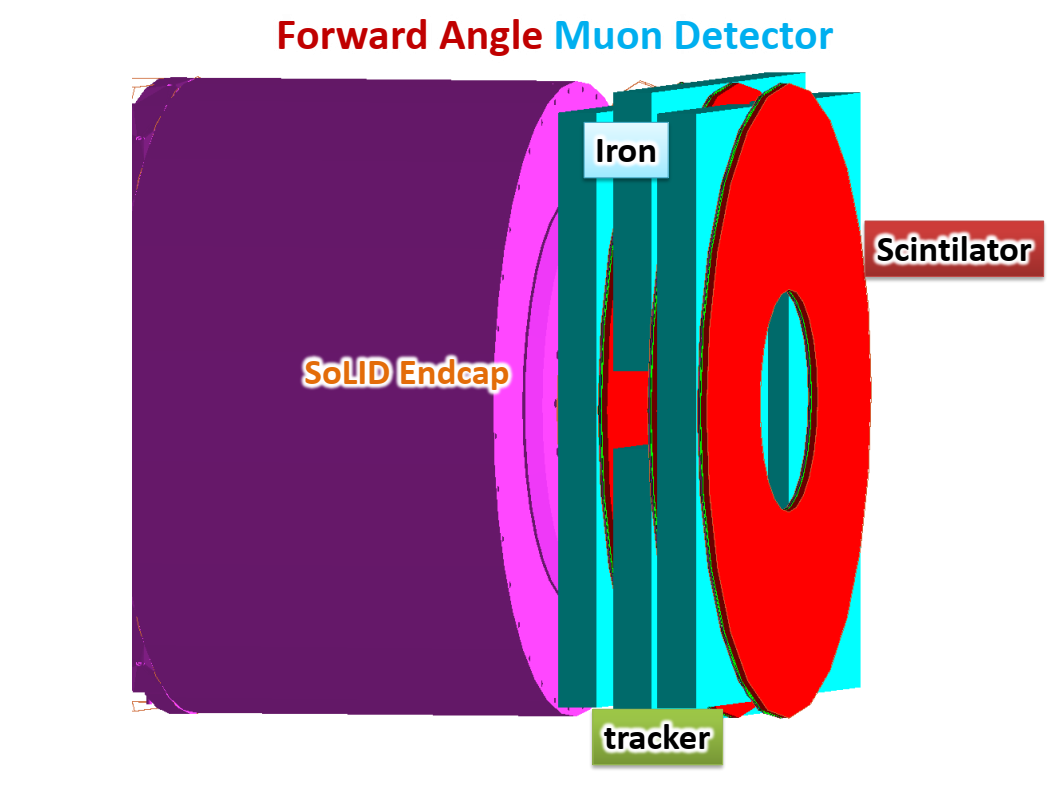 Forward Angle Muon Detector
Iron
Scintilator
SoLID Endcap
tracker